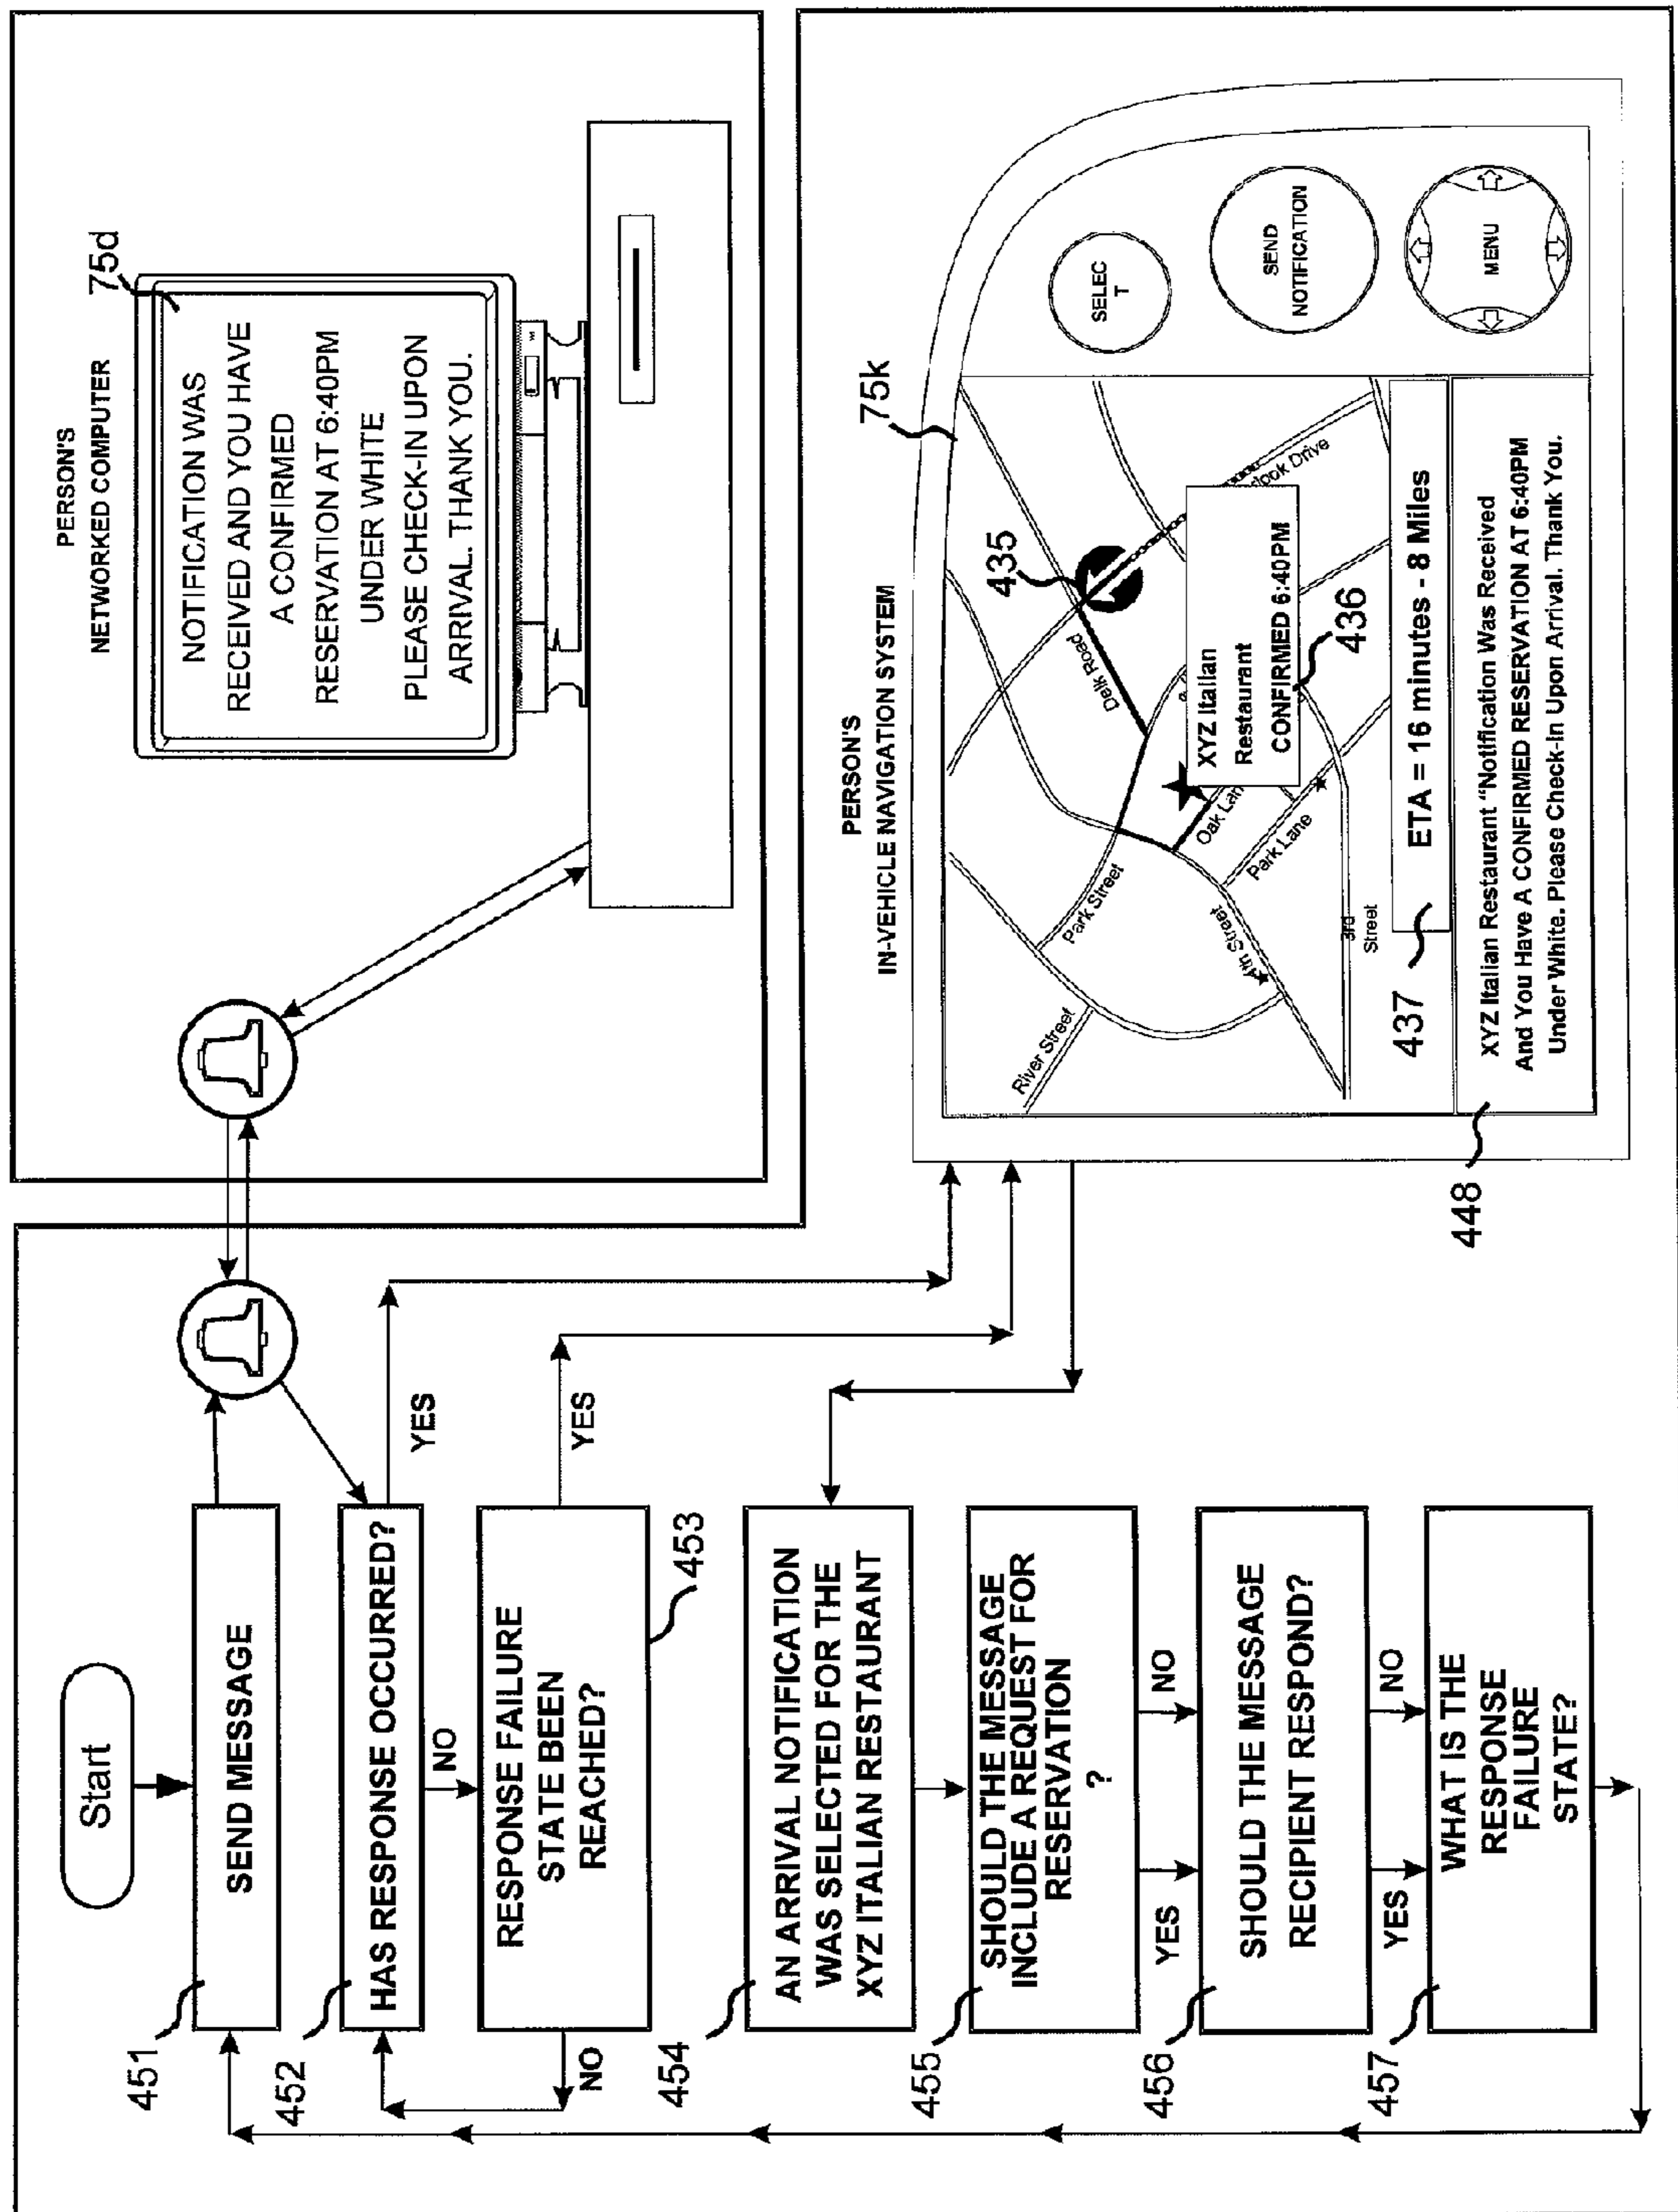 Start
451
SEND MESSAGE
452
HAS RESPONSE OCCURRED?
YES
NO
RESPONSE FAILURE
STATE BEEN
REACHED?
453
YES
NO
454
AN ARRIVAL NOTIFICATION
WAS SELECTED FOR THE
XYZ ITALIAN RESTAURANT
455
SHOULD THE MESSAGE
INCLUDE A REQUEST FOR
RESERVATION
?
YES
NO
456
SHOULD THE MESSAGE
RECIPIENT RESPOND?
YES
NO
457
WHAT IS THE
RESPONSE
FAILURE
STATE?
PERSON'S
NETWORKED COMPUTER
75d
NOTIFICATION WAS
RECEIVED AND YOU HAVE
A CONFIRMED
RESERVATION AT 6:40PM
UNDER WHITE
PLEASE CHECK-IN UPON
ARRIVAL. THANK YOU.
PERSON'S
IN-VEHICLE NAVIGATION SYSTEM
75k
435
River Street
Park Street
Delk Road
look Drive
XYZ Italian
Restaurant
CONFIRMED 6:40PM
436
Oak Lan
Park Lane
4th Street
3rd
Street
437
ETA = 16 minutes - 8 Miles
448
XYZ Italian Restaurant "Notification Was Received
And You Have A CONFIRMED RESERVATION AT 6:40PM
Under White. Please Check-in Upon Arrival. Thank You.
SELEC
T
SEND
NOTIFICATION
MENU